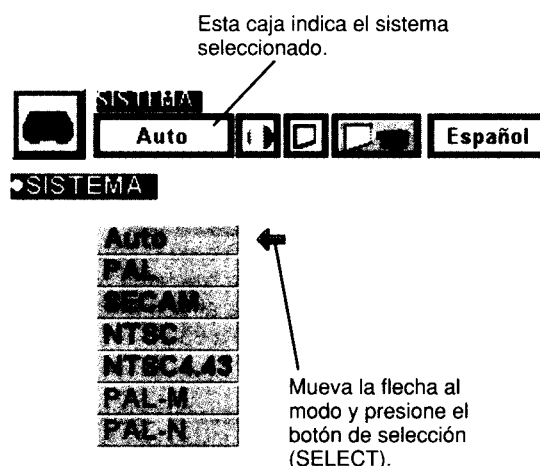 Esta caja indica el sistema
seleccionado.
SISTEMA
Auto
Español
SISTEMA
Auto
PAL
SECAM
NTSC
NTSC4.43
PAL-M
PAL-N
Mueva la flecha al
modo y presione el
botón de selección
(SELECT).